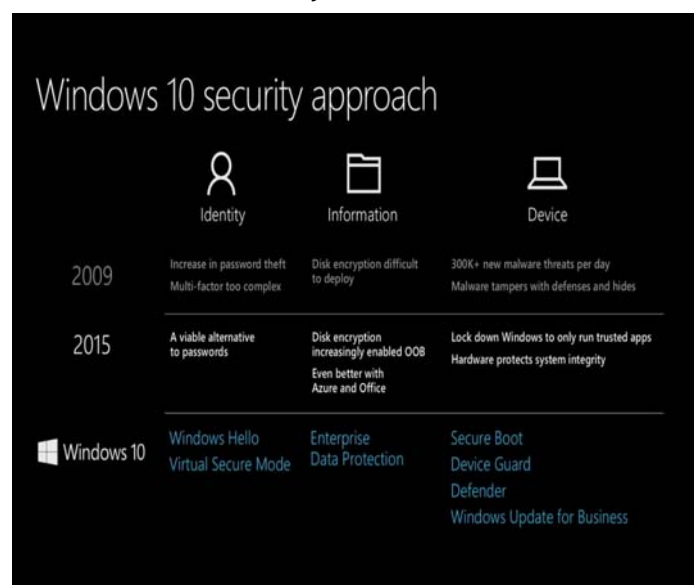 Windows 10 security approach
Identity
Information
Device
2009
Increase in password theft
Multi-factor too complex
Disk encryption difficult
to deploy
300K+ new malware threats per day
Malware tampers with defenses and hides
2015
A viable alternative
to passwords
Disk encryption
increasingly enabled OOB
Even better with
Azure and Office
Lock down Windows to only run trusted apps
Hardware protects system integrity
Windows 10
Windows Hello
Virtual Secure Mode
Enterprise
Data Protection
Secure Boot
Device Guard
Defender
Windows Update for Business